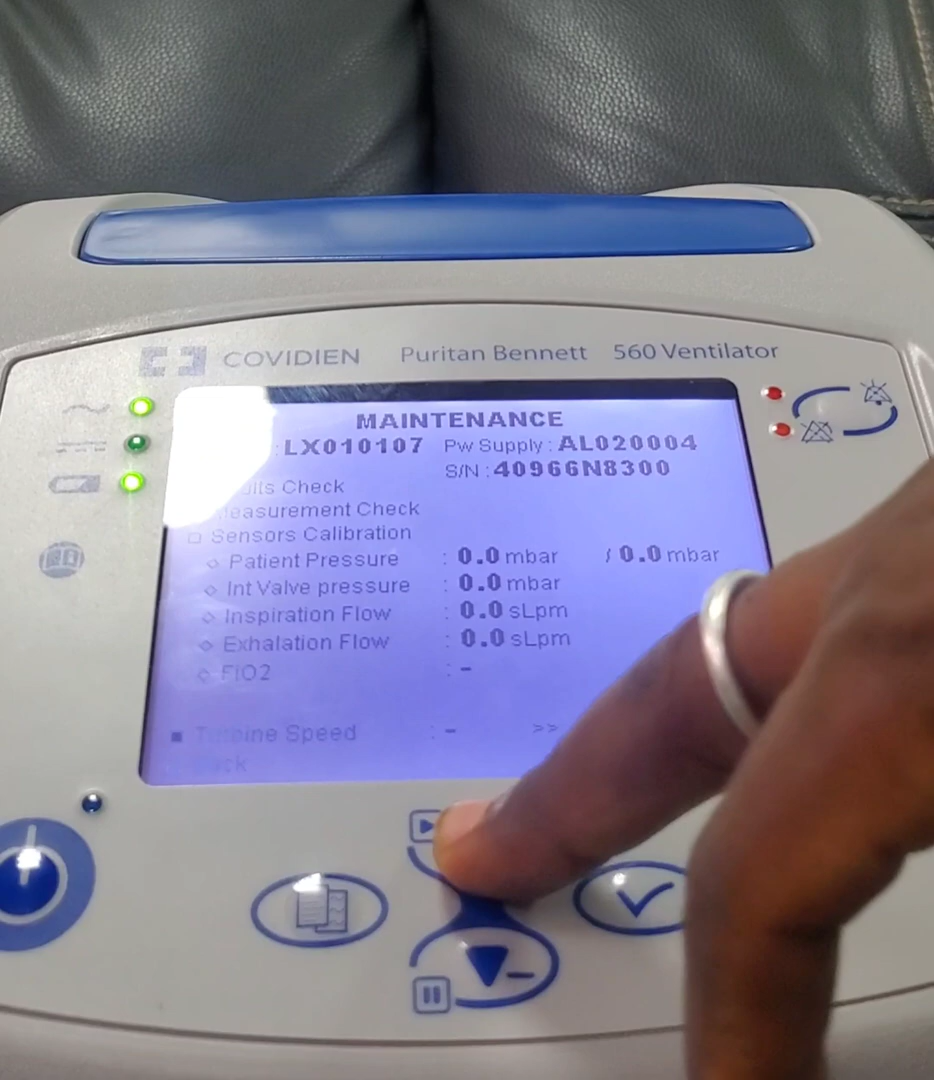 COVIDIEN Puritan Bennett 560 Ventilator
MAINTENANCE
: LX010107 Pw Supply : AL020004
S/N : 40966N8300
Check
Measurement Check
Sensors Calibration
Patient Pressure : 0.0 mbar / 0.0 mbar
Int Valve pressure : 0.0 mbar
Inspiration Flow : 0.0 sLpm
Exhalation Flow : 0.0 sLpm
FIO2 : -
Turbine Speed : - >>